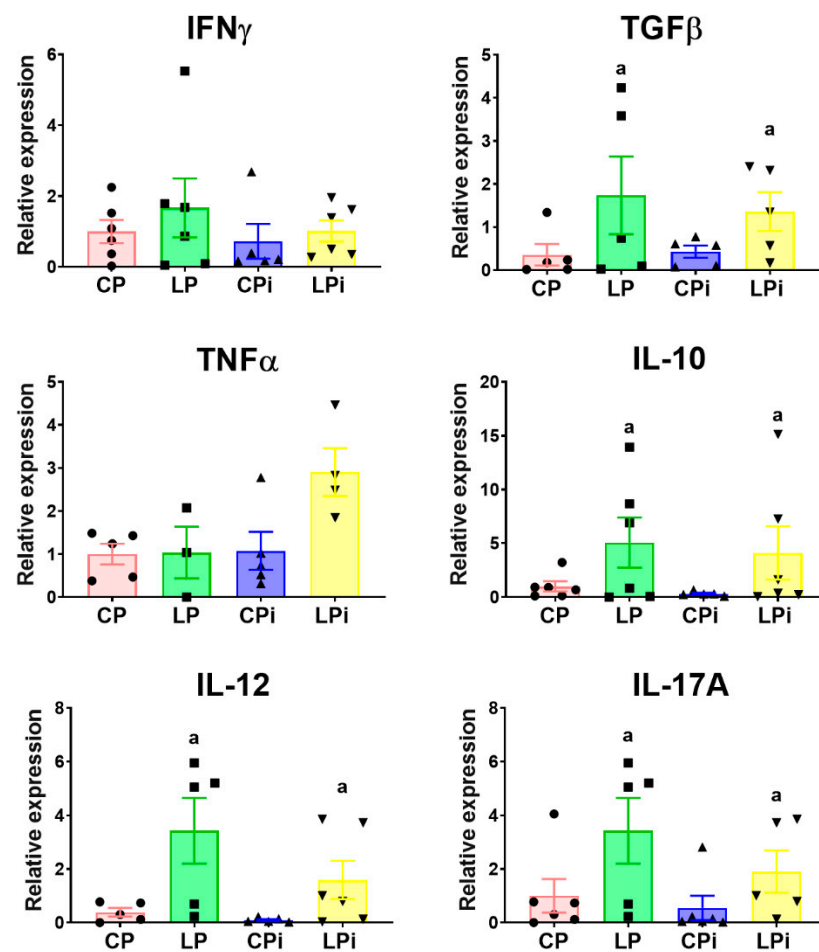 IFNγ
Relative expression
6
4
2
0
CP LP CPi LPi
TGFβ
Relative expression
5
4
3
2
1
0
a
a
CP LP CPi LPi
TNFα
Relative expression
5
4
3
2
1
0
CP LP CPi LPi
IL-10
Relative expression
20
15
10
5
0
a
a
CP LP CPi LPi
IL-12
Relative expression
8
6
4
2
0
a
a
CP LP CPi LPi
IL-17A
Relative expression
8
6
4
2
0
a
a
CP LP CPi LPi